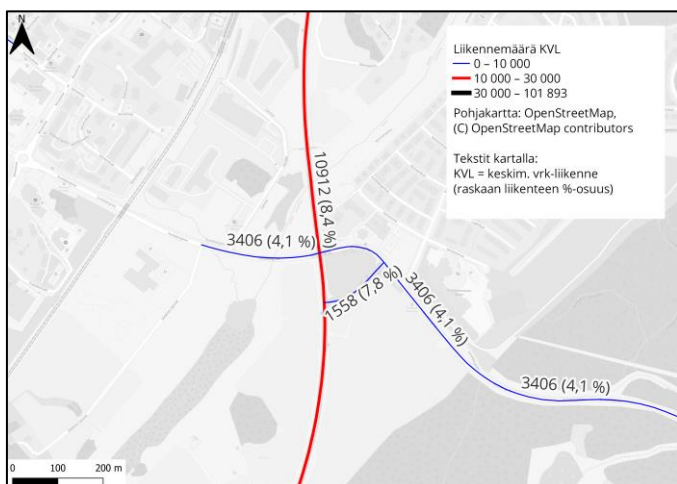 N
Liikennemäärä KVL
0 – 10 000
10 000 – 30 000
30 000 – 101 893
Pohjakartta: OpenStreetMap,
(C) OpenStreetMap contributors
Tekstit kartalla:
KVL = keskim. vrk-liikenne
(raskaan liikenteen %-osuus)
10912 (8,4 %)
3406 (4,1 %)
1558 (7,8 %)
3406 (4,1 %)
3406 (4,1 %)
0 100 200 m